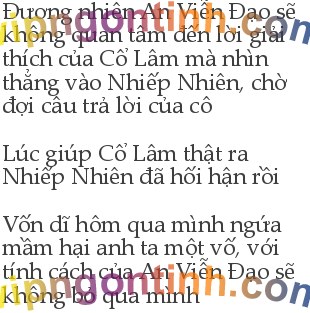 Đương nhiên An Viễn Đạo sẽ
không quan tâm đến lời giải
thích của Cổ Lâm mà nhìn
thẳng vào Nhiếp Nhiên, chờ
đợi câu trả lời của cô
Lúc giúp Cổ Lâm thật ra
Nhiếp Nhiên đã hối hận rồi
Vốn dĩ hôm qua mình ngứa
mầm hại anh ta một vố, với
tính cách của An Viễn Đạo sẽ
không bỏ qua mình